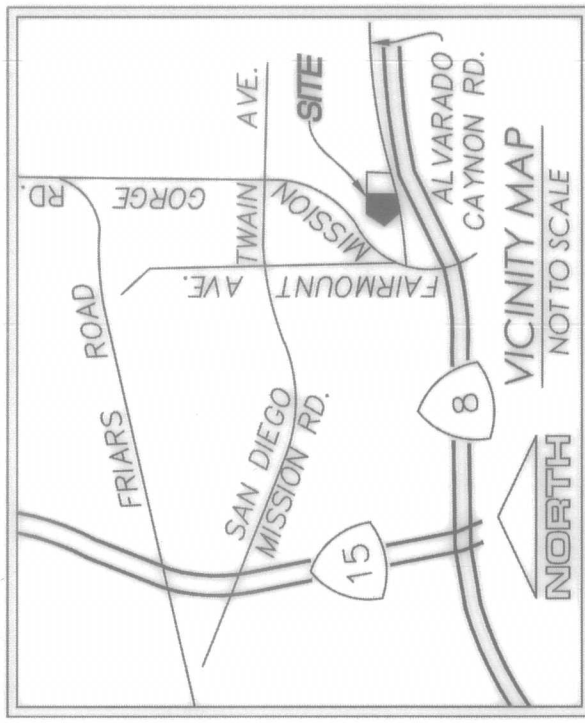 FRIARS ROAD
SAN DIEGO
MISSION RD.
15
8
FAIRMOUNT AVE.
TWAIN AVE.
MISSION GORGE RD.
SITE
ALVARADO
CAYNON RD.
VICINITY MAP
NOT TO SCALE
NORTH